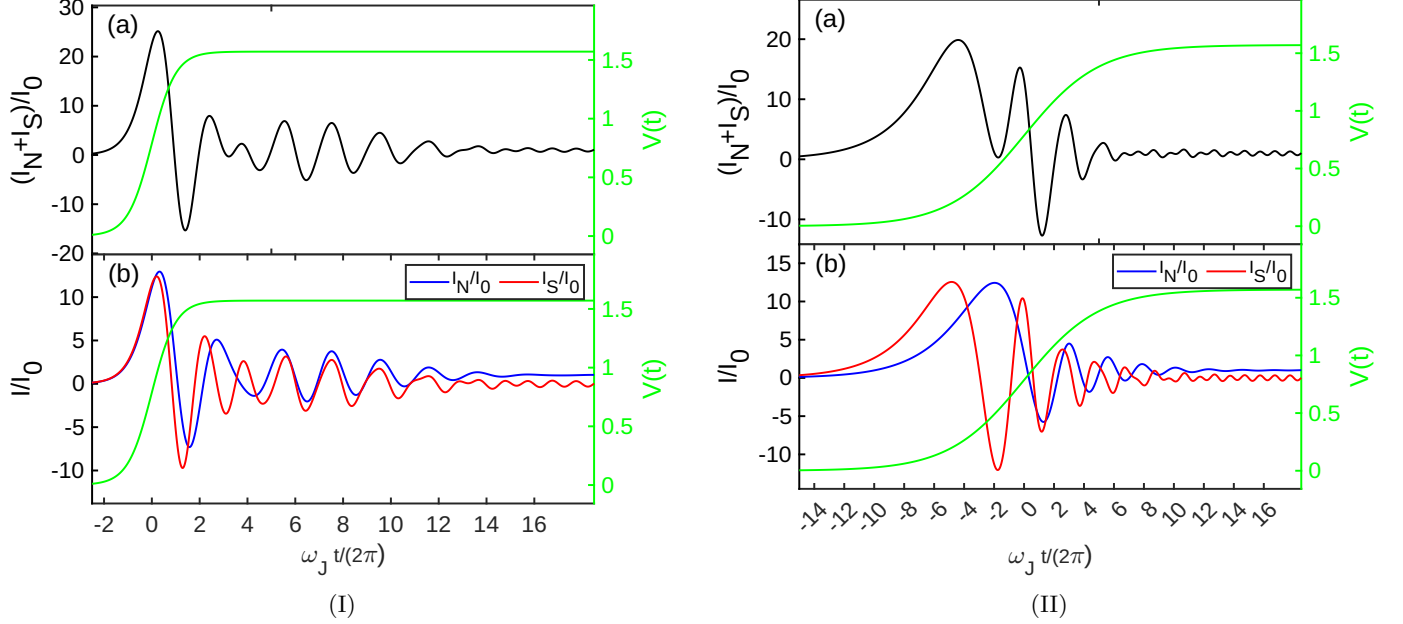 (a)
(I_N+I_S)/I_0
30
20
10
0
-10
-20
V(t)
1.5
1
0.5
0
(b)
I_N/I_0 I_S/I_0
I/I_0
10
5
0
-5
-10
V(t)
1.5
1
0.5
0
-2 0 2 4 6 8 10 12 14 16
ω_J t/(2π)
(I)
(a)
(I_N+I_S)/I_0
20
10
0
-10
V(t)
1.5
1
0.5
0
(b)
I_N/I_0 I_S/I_0
I/I_0
15
10
5
0
-5
-10
V(t)
1.5
1
0.5
0
-14 -12 -10 -8 -6 -4 -2 0 2 4 6 8 10 12 14 16
ω_J t/(2π)
(II)